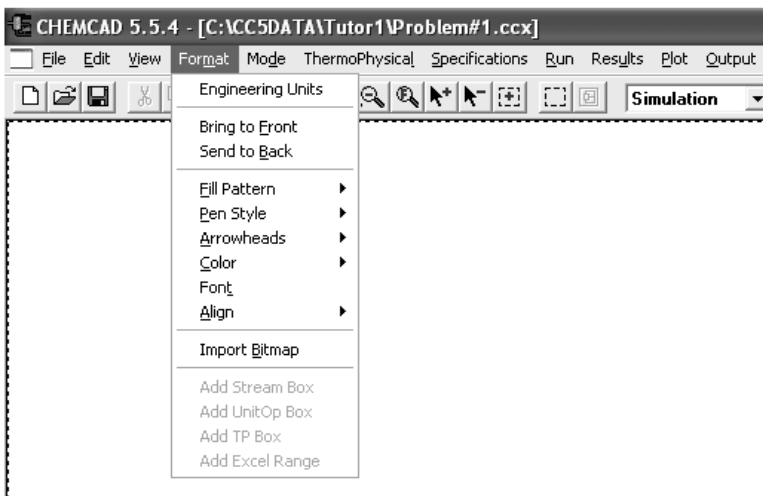 CHEMCAD 5.5.4 - [C:\CC5DATA\Tutor1\Problem#1.ccx]
File Edit View Format Mode ThermoPhysical Specifications Run Results Plot Output
Simulation
Engineering Units
Bring to Front
Send to Back
Fill Pattern
Pen Style
Arrowheads
Color
Font
Align
Import Bitmap
Add Stream Box
Add UnitOp Box
Add TP Box
Add Excel Range